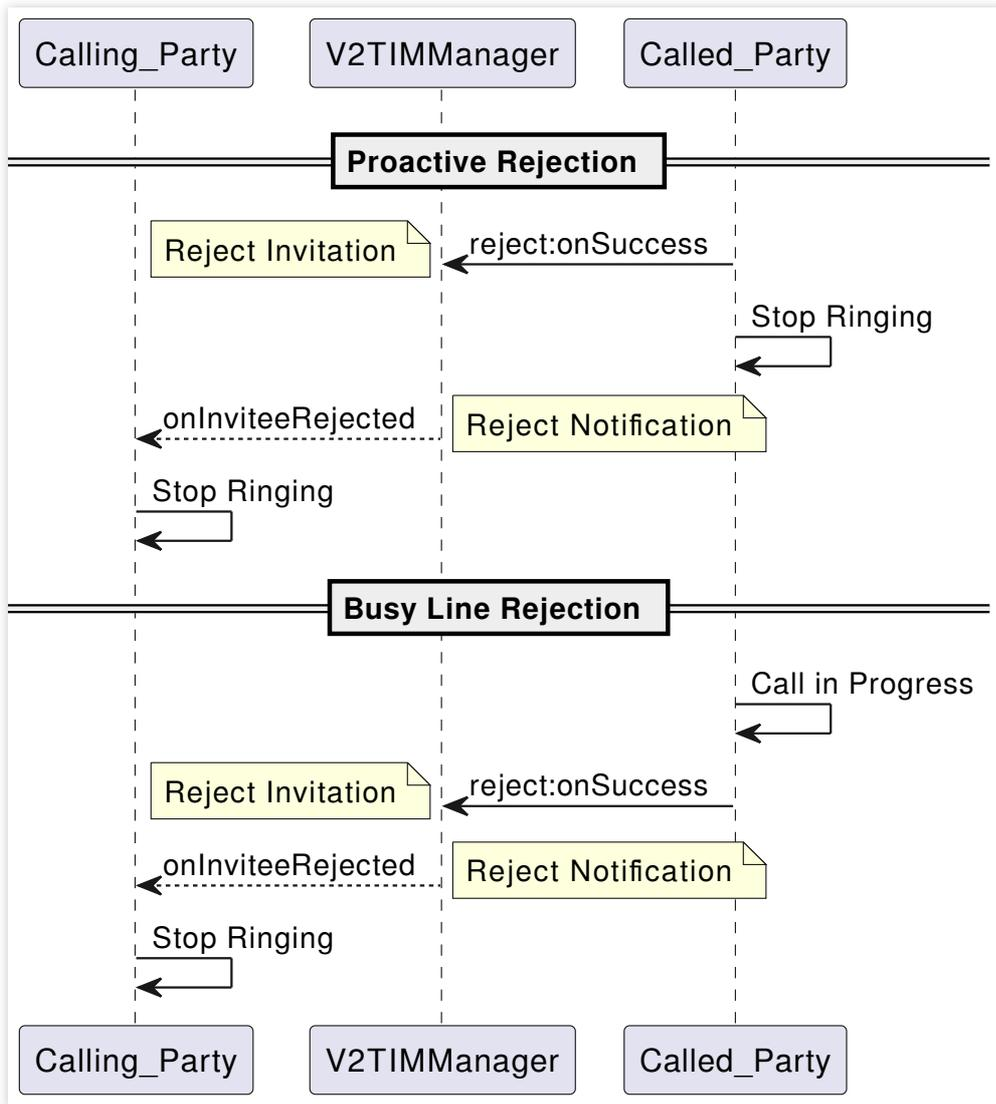 Calling_Party
V2TIMManager
Called_Party
Proactive Rejection
Reject Invitation
reject:onSuccess
Stop Ringing
onInviteeRejected
Reject Notification
Stop Ringing
Busy Line Rejection
Call in Progress
Reject Invitation
reject:onSuccess
onInviteeRejected
Reject Notification
Stop Ringing
Calling_Party
V2TIMManager
Called_Party